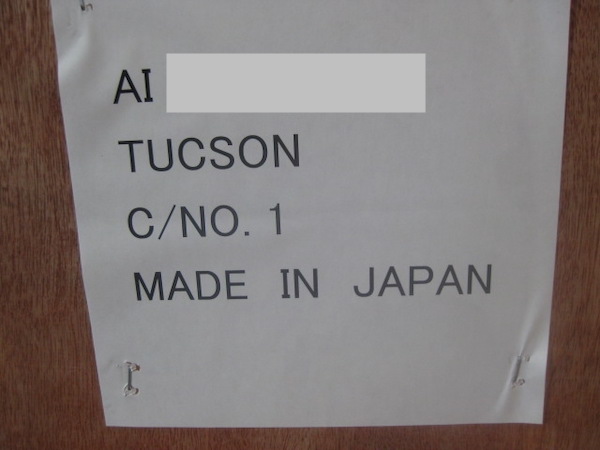 AI
TUCSON
C/NO. 1
MADE IN JAPAN